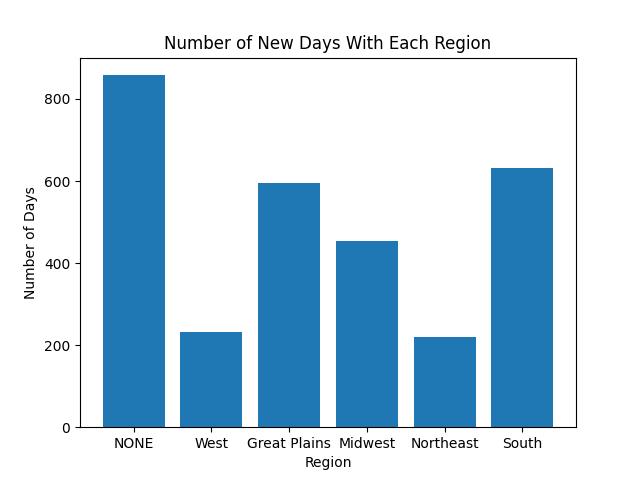 Number of New Days With Each Region
Number of Days
800
600
400
200
0
NONE West Great Plains Midwest Northeast South
Region